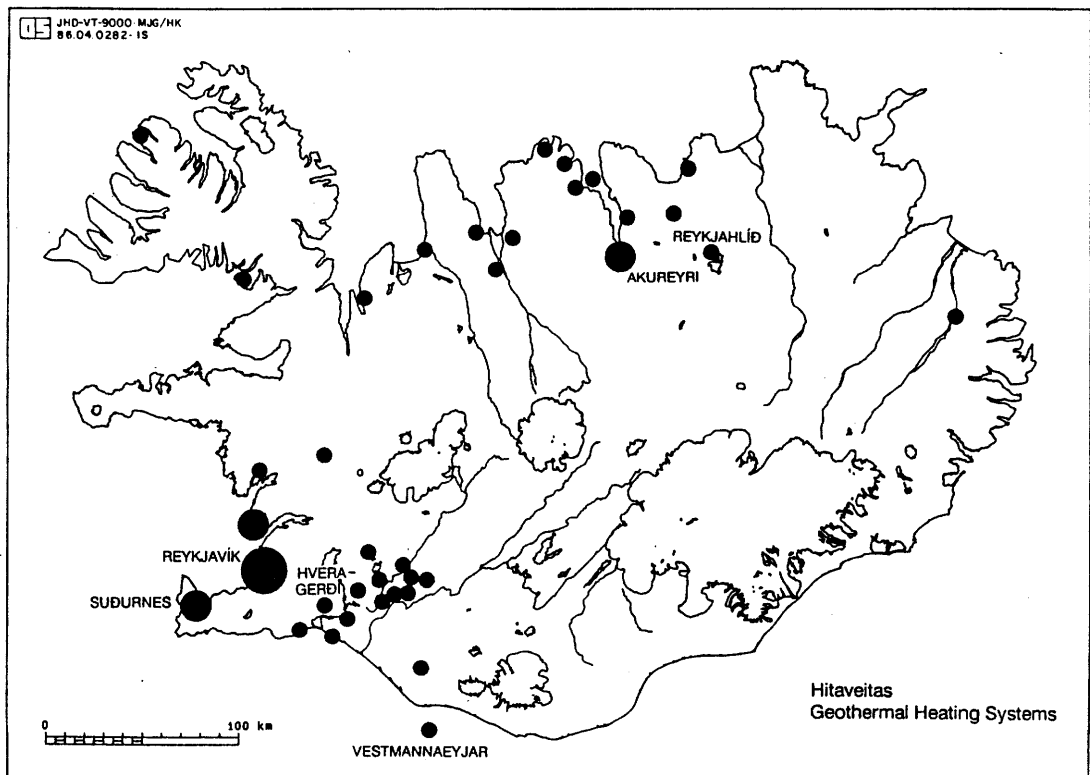 OS JHD-VT-9000 MJG/HK
86.04.0282-IS
REYKJAHLÍÐ
AKUREYRI
REYKJAVÍK
HVERA-
GERÐI
SUÐURNES
Hitaveitas
Geothermal Heating Systems
0 100 km
VESTMANNAEYJAR